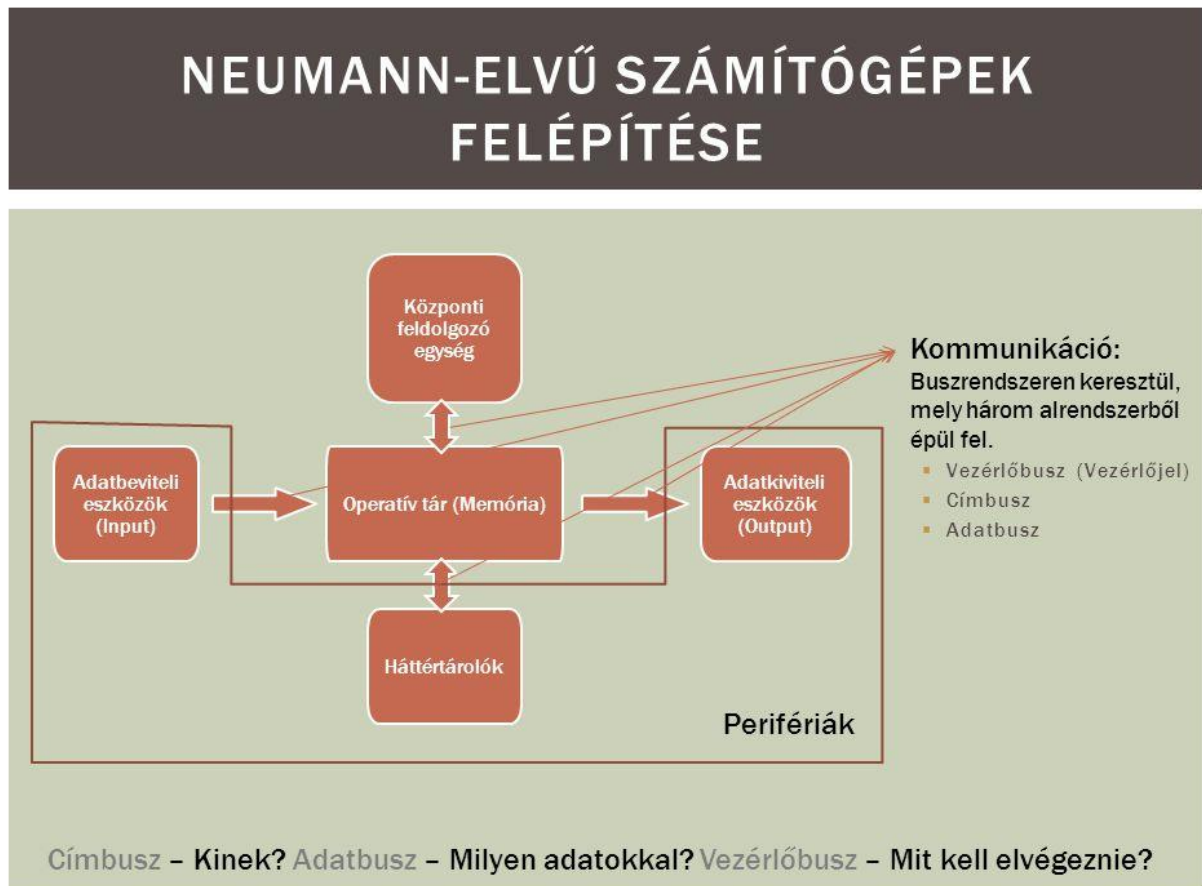 NEUMANN-ELVŰ SZÁMÍTÓGÉPEK
FELÉPÍTÉSE
Központi
feldolgozó
egység
Adatbeviteli
eszközök
(Input)
Operatív tár (Memória)
Adatkiviteli
eszközök
(Output)
Háttértárolók
Perifériák
Kommunikáció:
Buszrendszeren keresztül,
mely három alrendszerből
épül fel.
▪ Vezérlőbusz (Vezérlőjel)
▪ Címbusz
▪ Adatbusz
Címbusz – Kinek? Adatbusz – Milyen adatokkal? Vezérlőbusz – Mit kell elvégeznie?